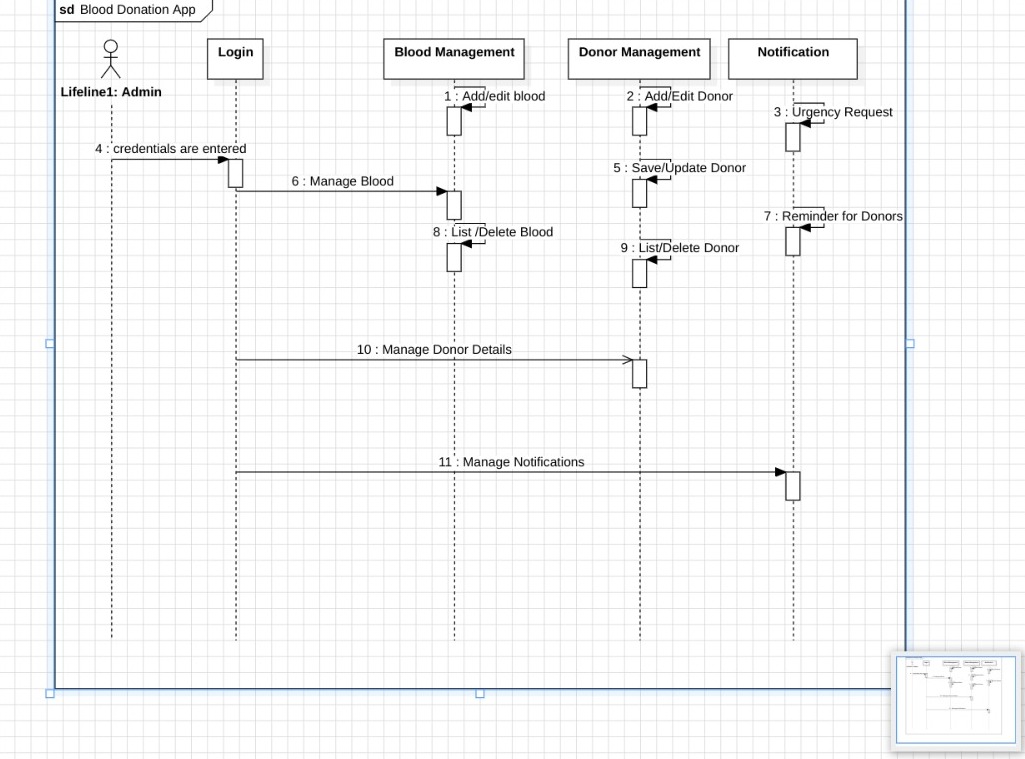 sd Blood Donation App
Login
Blood Management
Donor Management
Notification
Lifeline1: Admin
1 : Add/edit blood
2 : Add/Edit Donor
3 : Urgency Request
4 : credentials are entered
5 : Save/Update Donor
6 : Manage Blood
7 : Reminder for Donors
8 : List /Delete Blood
9 : List/Delete Donor
10 : Manage Donor Details
11 : Manage Notifications